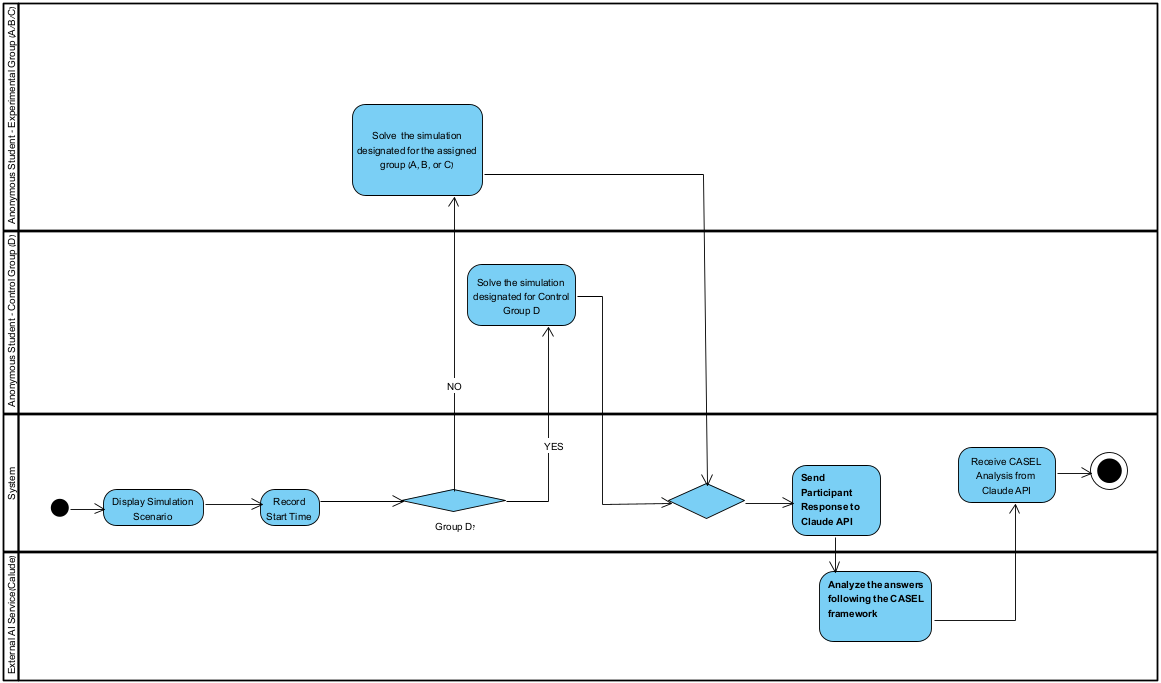 Anonymous Student - Experimental Group (A/B/C)
Solve the simulation
designated for the assigned
group (A, B, or C)
Anonymous Student - Control Group (D)
Solve the simulation
designated for Control
Group D
NO
YES
System
Display Simulation
Scenario
Record
Start Time
Group D?
Send
Participant
Response to
Claude API
Receive CASEL
Analysis from
Claude API
External AI Service(Calude)
Analyze the answers
following the CASEL
framework